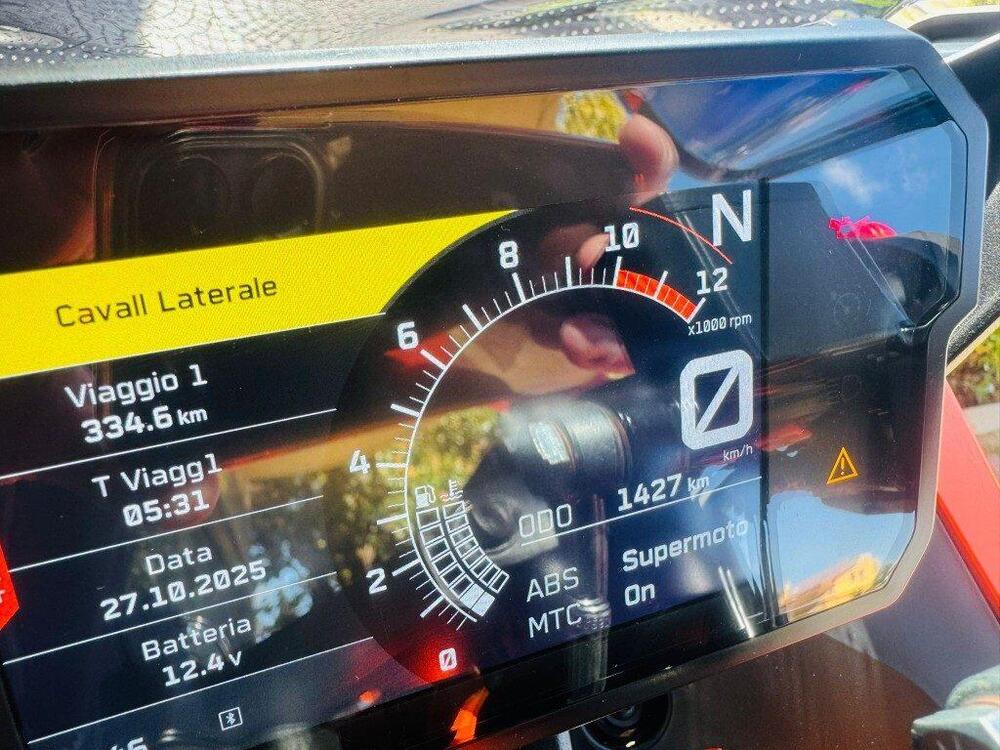 Cavall Laterale
Viaggio 1
334.6 km
T Viagg1
05:31
Data
27.10.2025
Batteria
12.4 V
N
12
10
8
6
4
2
0
x1000 rpm
0
km/h
ODO 1427 km
ABS Supermoto
MTC On